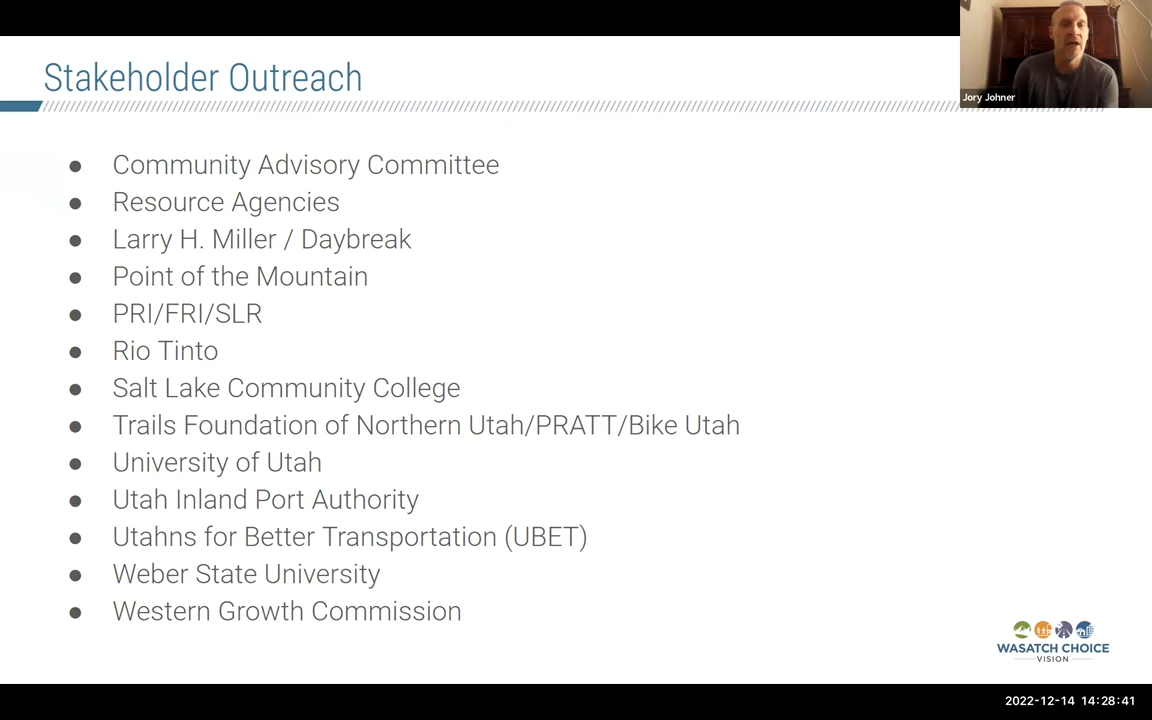 Stakeholder Outreach
Jory Johner
● Community Advisory Committee
● Resource Agencies
● Larry H. Miller / Daybreak
● Point of the Mountain
● PRI/FRI/SLR
● Rio Tinto
● Salt Lake Community College
● Trails Foundation of Northern Utah/PRATT/Bike Utah
● University of Utah
● Utah Inland Port Authority
● Utahns for Better Transportation (UBET)
● Weber State University
● Western Growth Commission
WASATCH CHOICE
VISION
2022-12-14 14:28:41